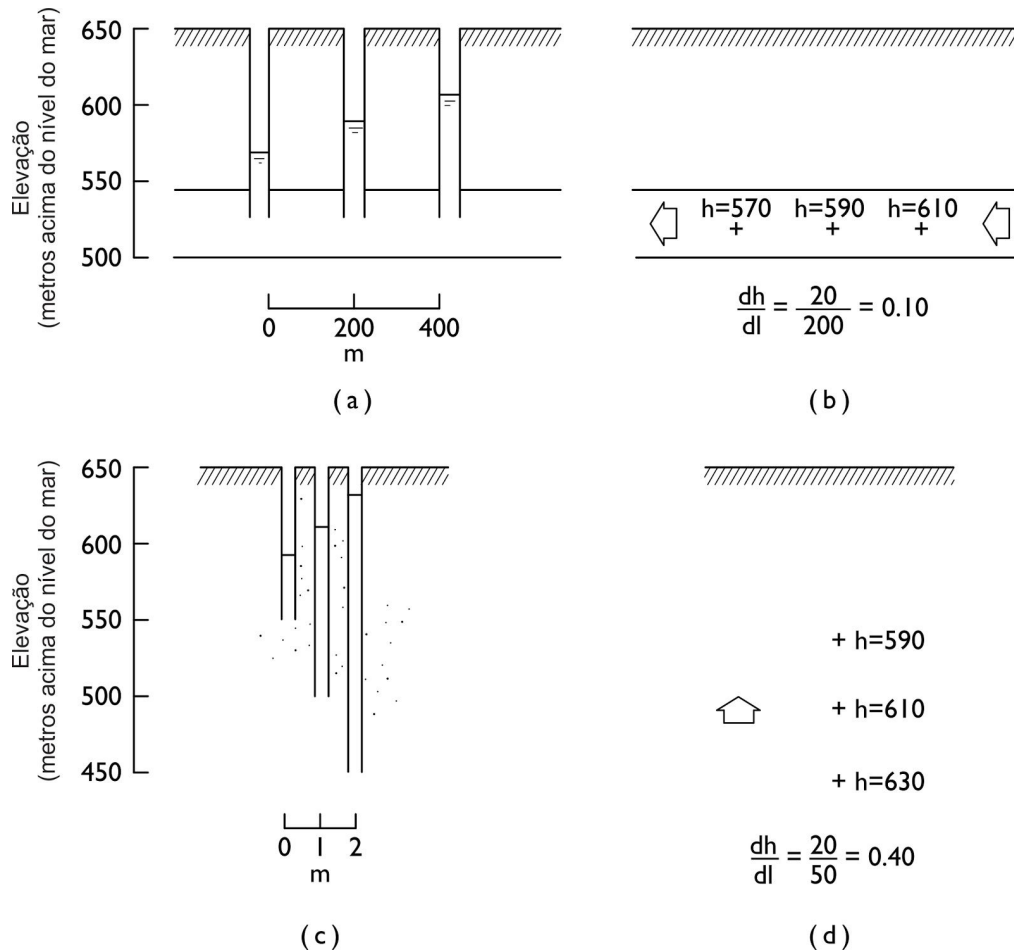 Elevação
(metros acima do nível do mar)
650
600
550
500
0 200 400
m
(a)
h=570 h=590 h=610
+ + +
dh/dl = 20/200 = 0.10
(b)
Elevação
(metros acima do nível do mar)
650
600
550
500
450
0 1 2
m
(c)
+ h=590
+ h=610
+ h=630
dh/dl = 20/50 = 0.40
(d)